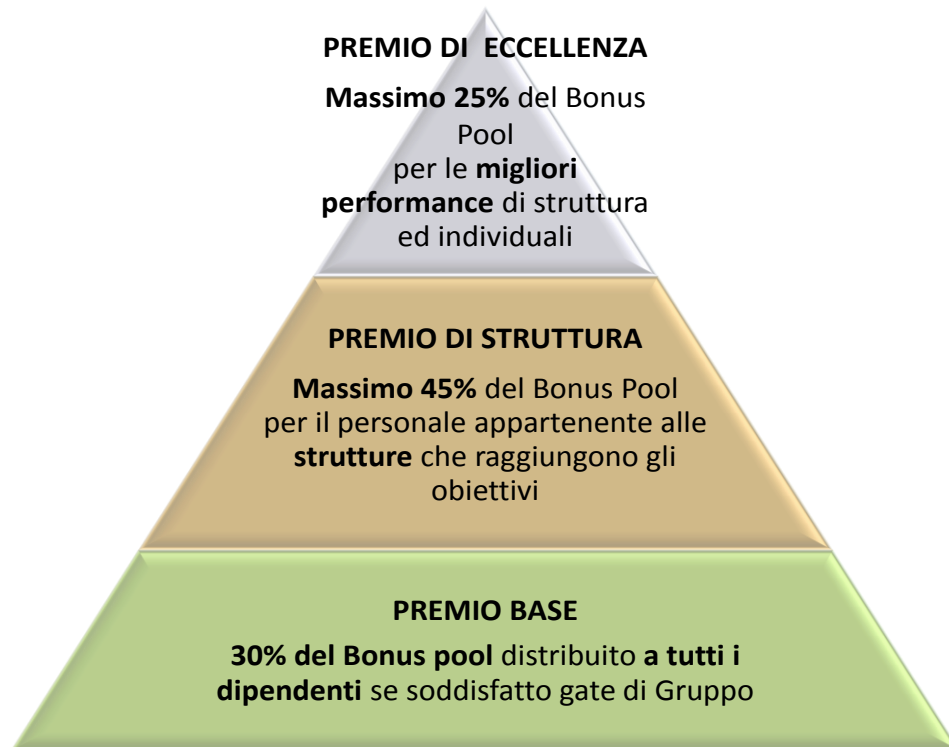 PREMIO DI  ECCELLENZA
Massimo 25% del Bonus
Pool
per le migliori
performance di struttura
ed individuali
PREMIO DI STRUTTURA
Massimo 45% del Bonus Pool
per il personale appartenente alle
strutture che raggiungono gli
obiettivi
PREMIO BASE
30% del Bonus pool distribuito a tutti i
dipendenti se soddisfatto gate di Gruppo